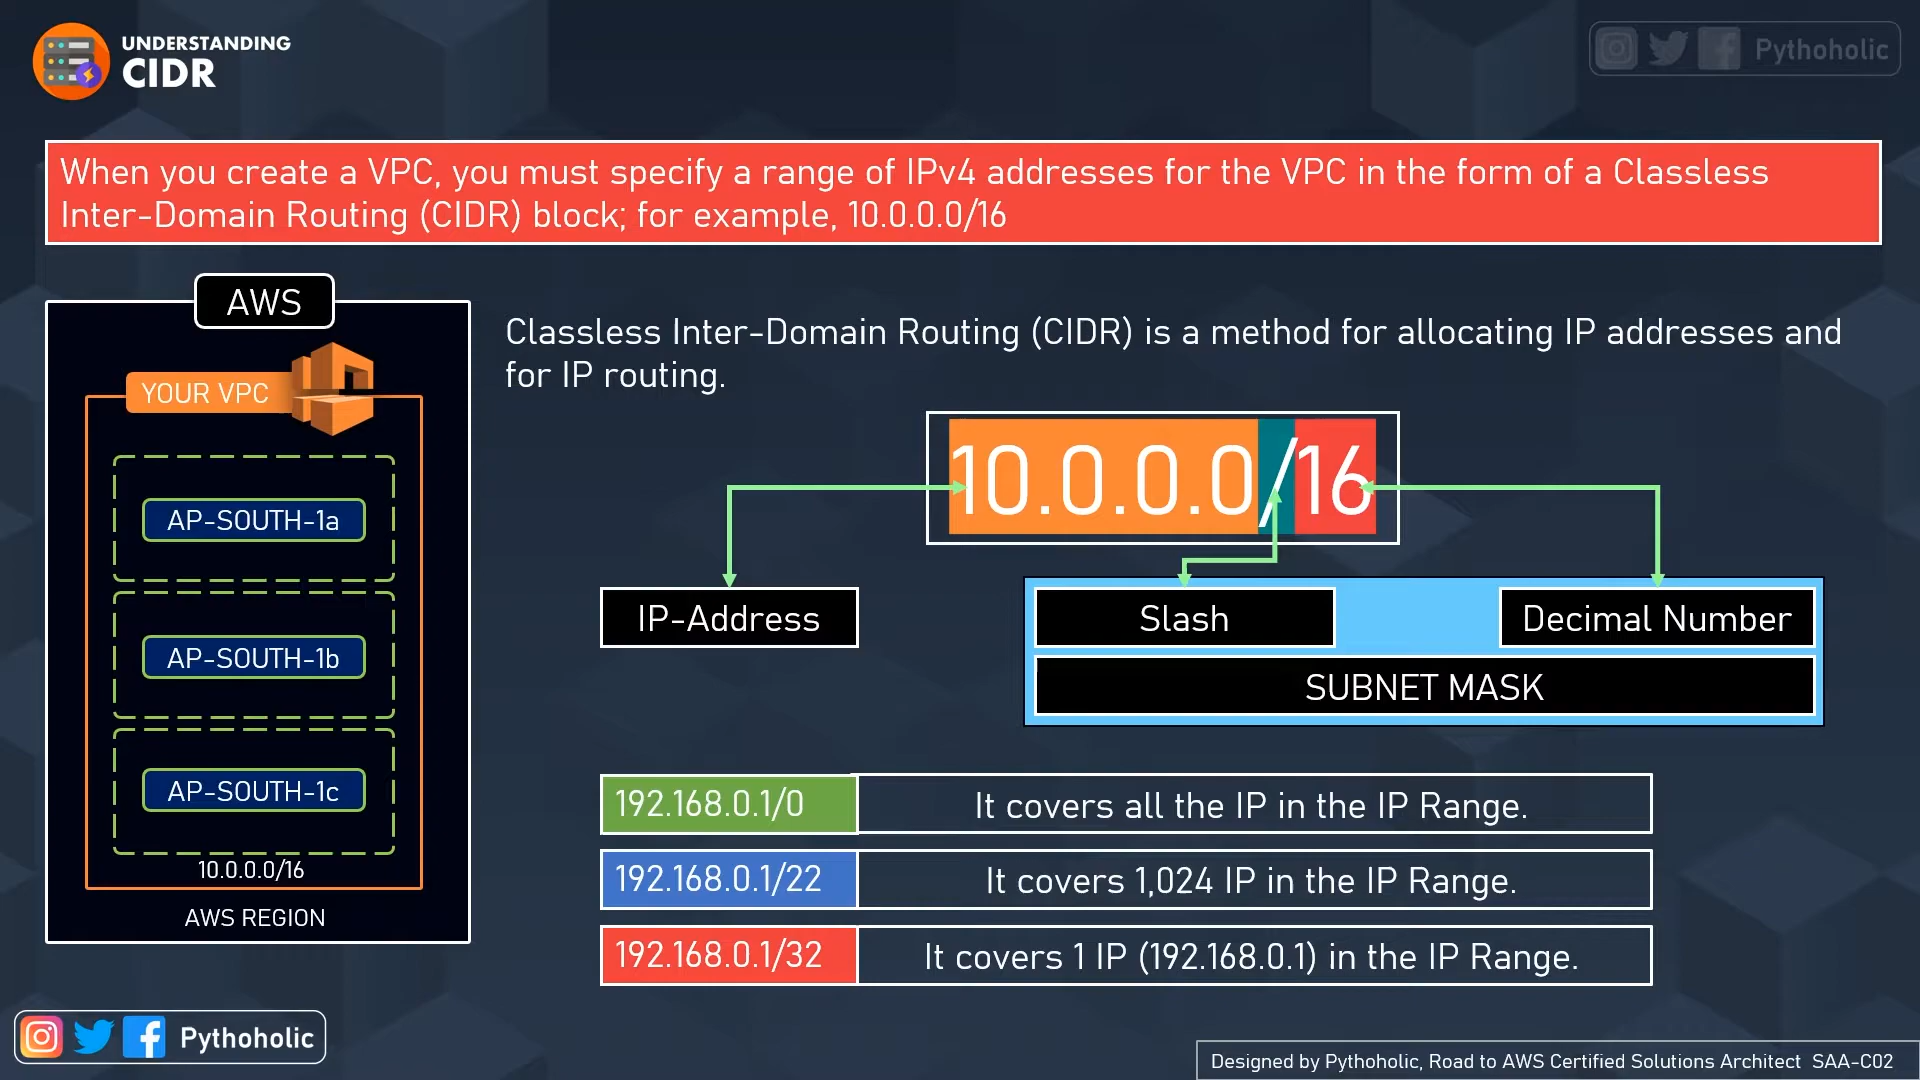 UNDERSTANDING
CIDR
Pythoholic
When you create a VPC, you must specify a range of IPv4 addresses for the VPC in the form of a Classless
Inter-Domain Routing (CIDR) block; for example, 10.0.0.0/16
AWS
YOUR VPC
AP-SOUTH-1a
AP-SOUTH-1b
AP-SOUTH-1c
10.0.0.0/16
AWS REGION
Classless Inter-Domain Routing (CIDR) is a method for allocating IP addresses and
for IP routing.
10.0.0.0/16
IP-Address
Slash
Decimal Number
SUBNET MASK
192.168.0.1/0
It covers all the IP in the IP Range.
192.168.0.1/22
It covers 1,024 IP in the IP Range.
192.168.0.1/32
It covers 1 IP (192.168.0.1) in the IP Range.
Pythoholic
Designed by Pythoholic, Road to AWS Certified Solutions Architect SAA-C02